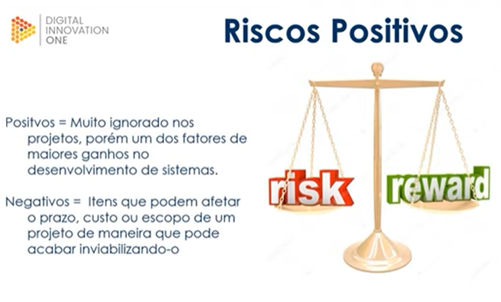 DIGITAL
INNOVATION
ONE
Riscos Positivos
Positvos = Muito ignorado nos
projetos, porém um dos fatores de
maiores ganhos no
desenvolvimento de sistemas.
Negativos = Itens que podem afetar
o prazo, custo ou escopo de um
projeto de maneira que pode
acabar inviabilizando-o
risk
reward